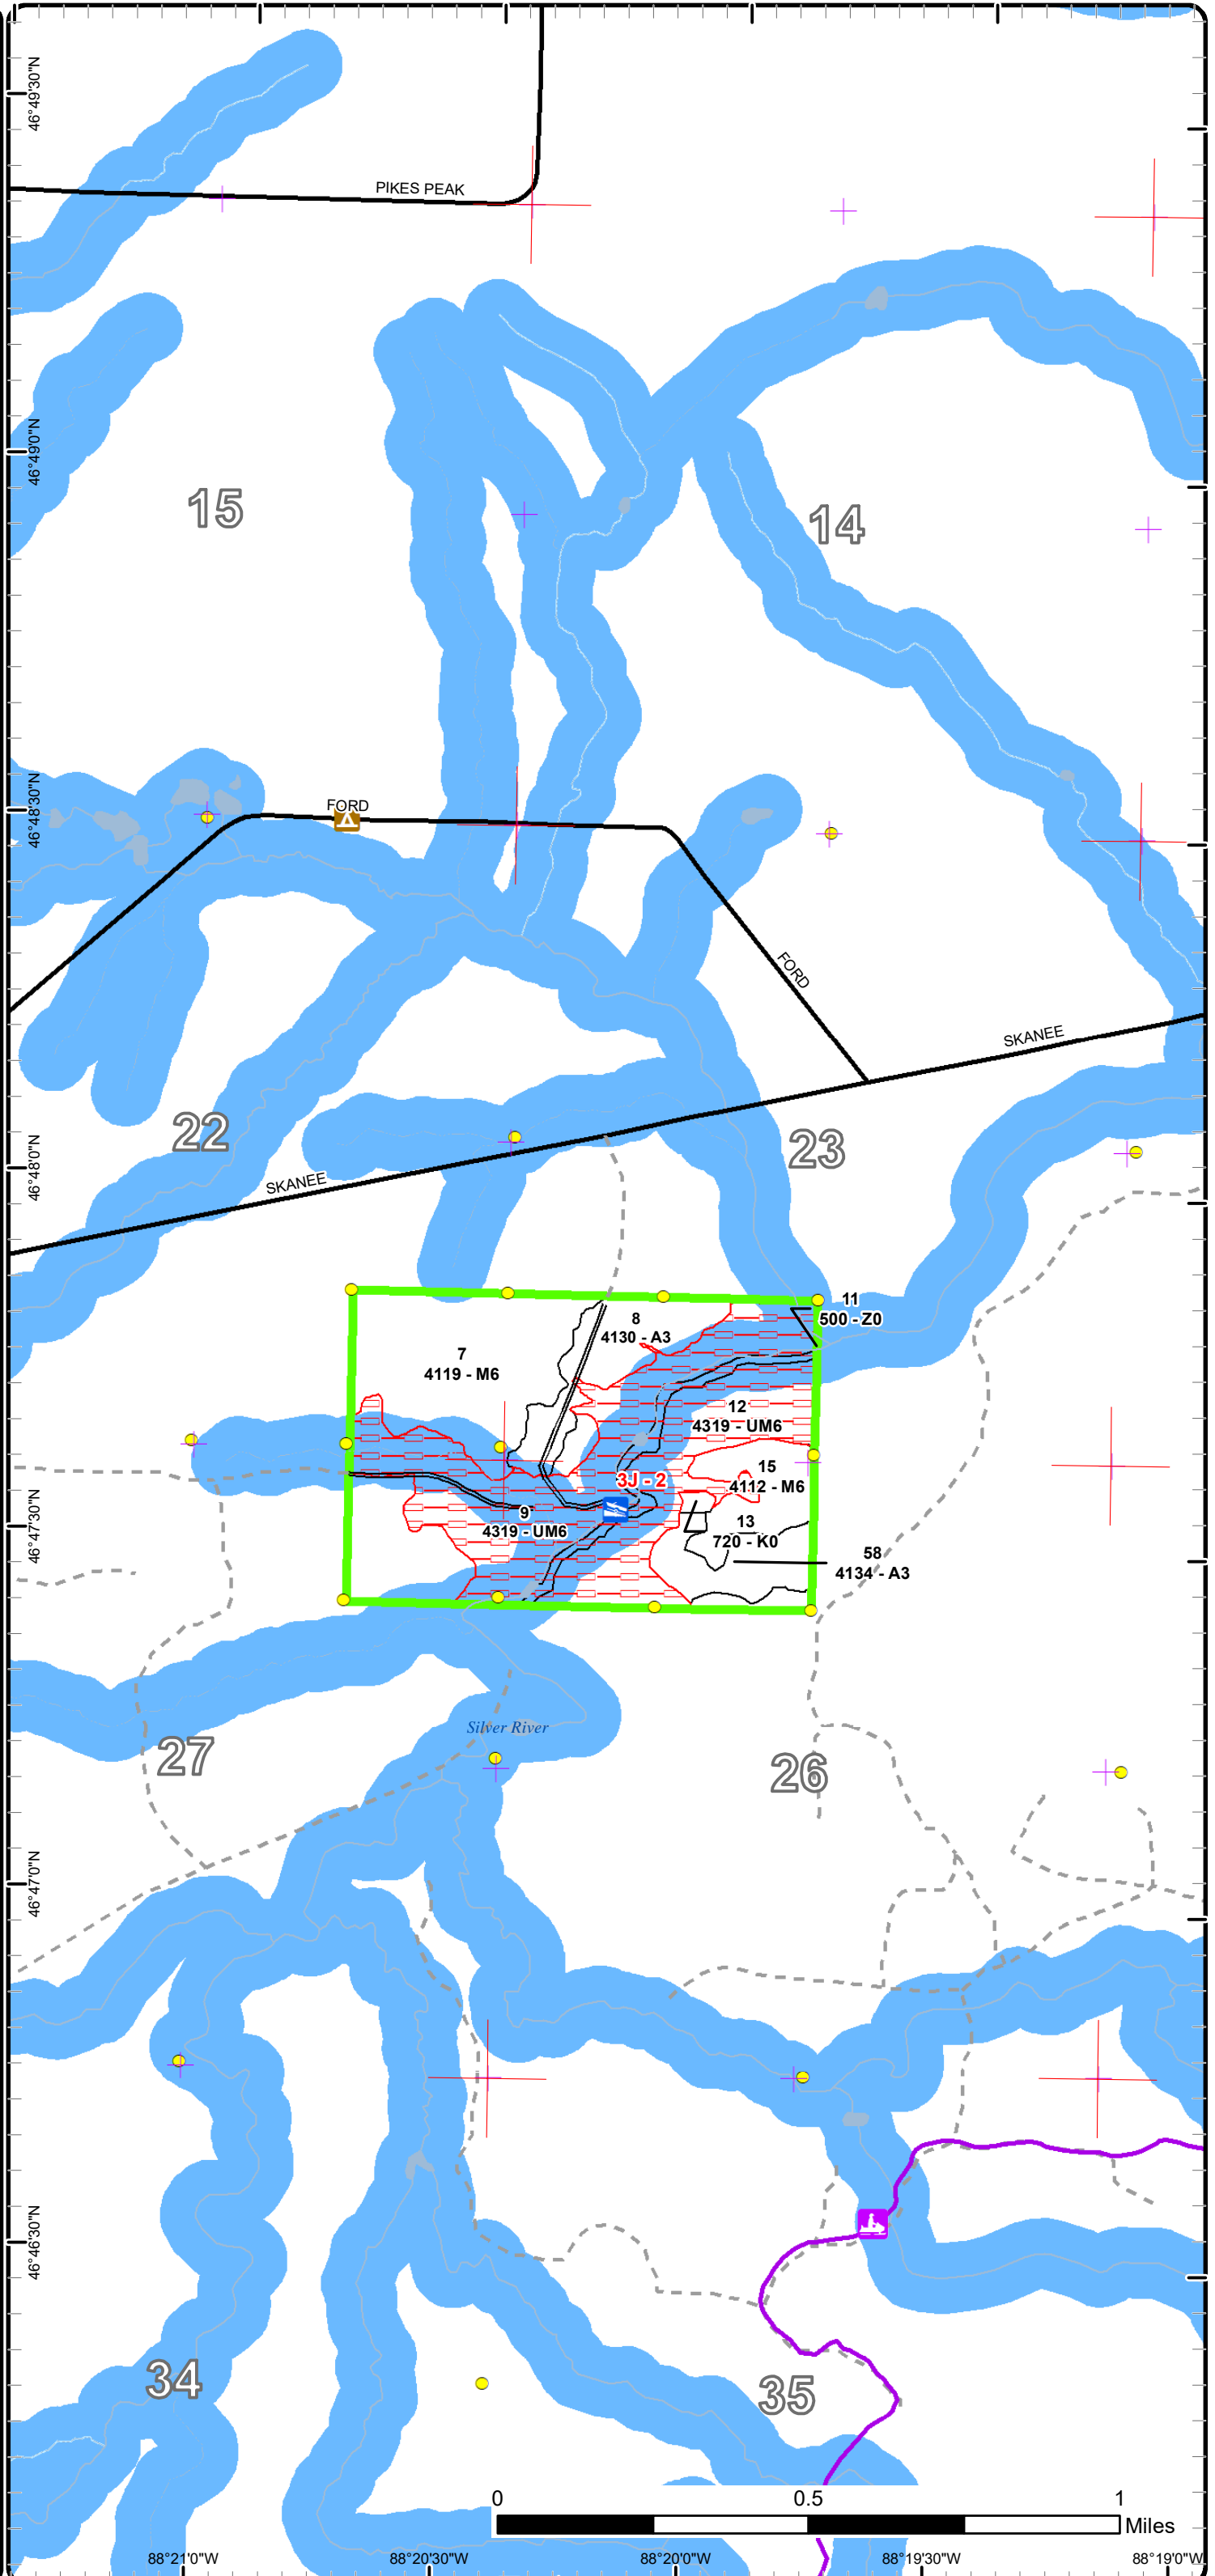 46°49'30"N
PIKES PEAK
46°49'0"N
15
14
46°48'30"N
FORD
FORD
SKANEE
22
23
46°48'0"N
SKANEE
11
500 - Z0
8
4130 - A3
7
4119 - M6
12
4319 - UM6
15
4112 - M6
3J - 2
9
4319 - UM6
13
720 - K0
46°47'30"N
58
4134 - A3
Silver River
27
26
46°47'0"N
46°46'30"N
34
35
0 0.5 1
Miles
88°21'0"W 88°20'30"W 88°20'0"W 88°19'30"W 88°19'0"W